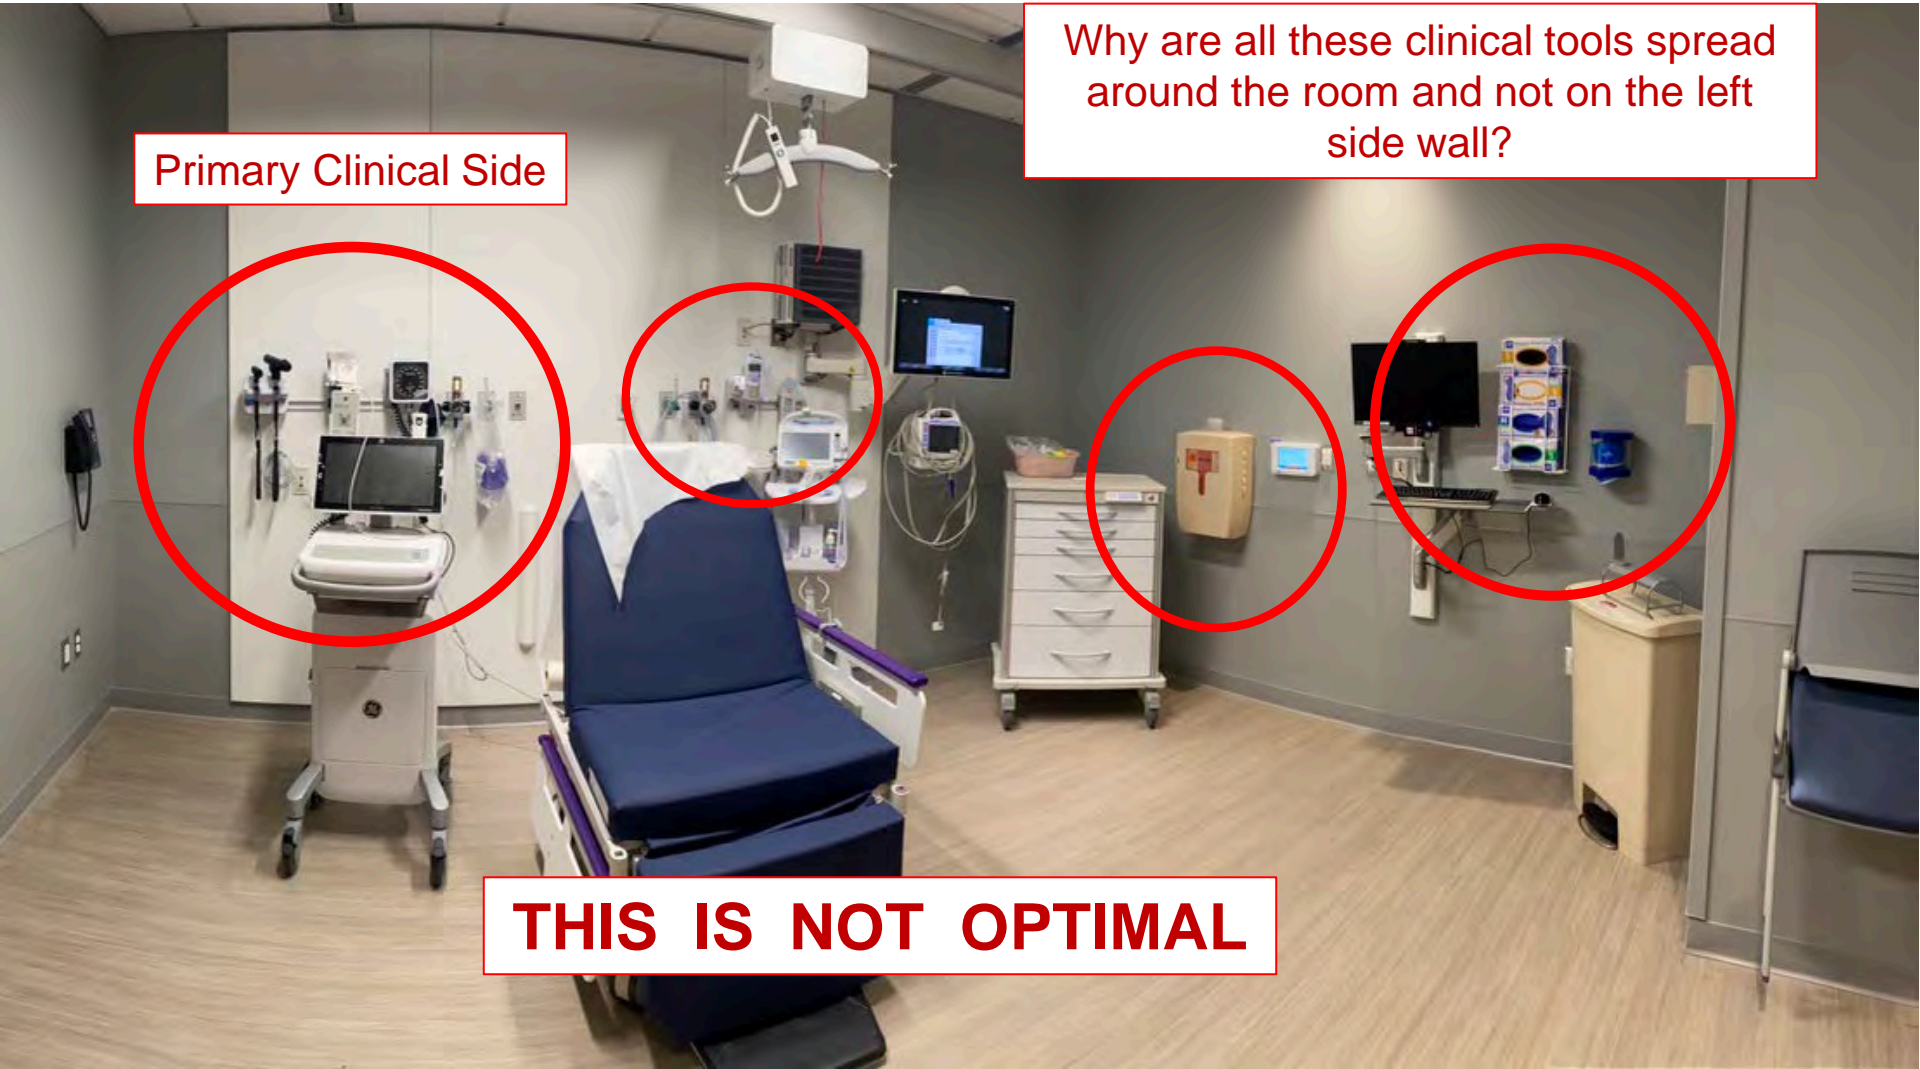 Why are all these clinical tools spread
around the room and not on the left
side wall?
Primary Clinical Side
THIS IS NOT OPTIMAL